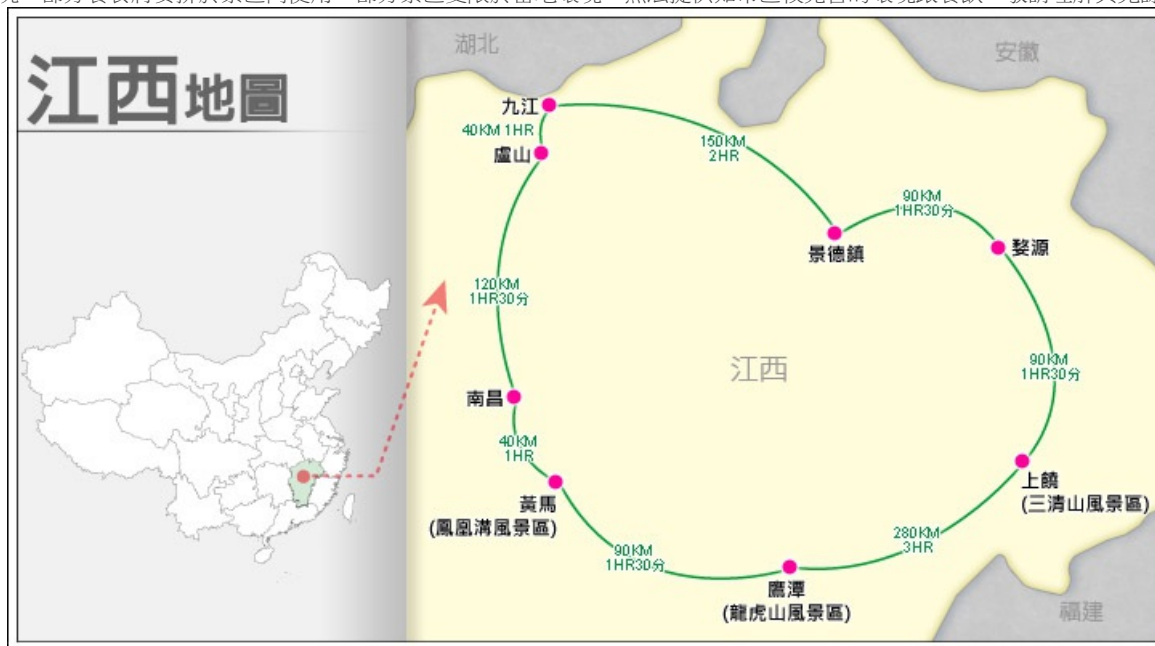 江西地圖
湖北
安徽
九江
40KM 1HR
廬山
150KM
2HR
90KM
1HR30分
景德鎮
婺源
120KM
1HR30分
江西
90KM
1HR30分
南昌
40KM
1HR
黃馬
(鳳凰溝風景區)
上饒
(三清山風景區)
280KM
3HR
90KM
1HR30分
鷹潭
(龍虎山風景區)
福建